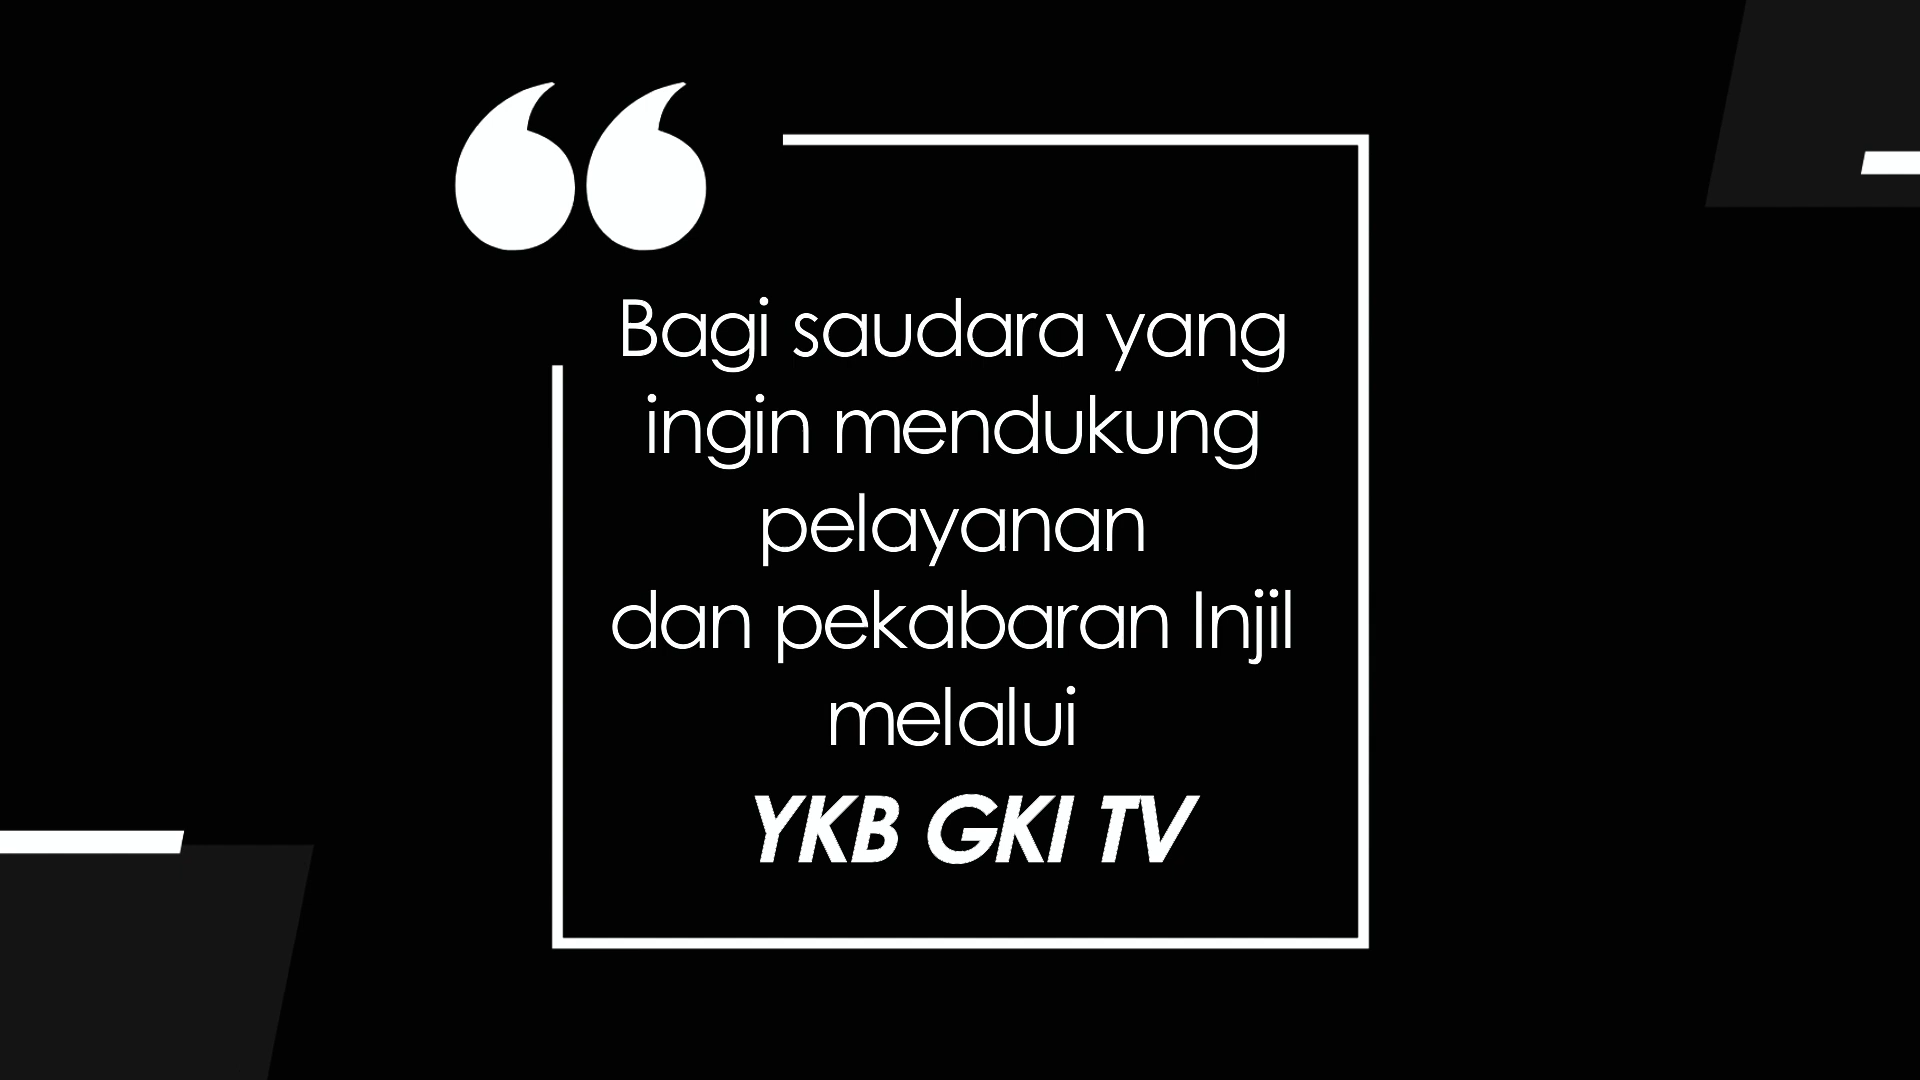 Bagi saudara yang
ingin mendukung
pelayanan
dan pekabaran Injil
melalui
YKB GKI TV